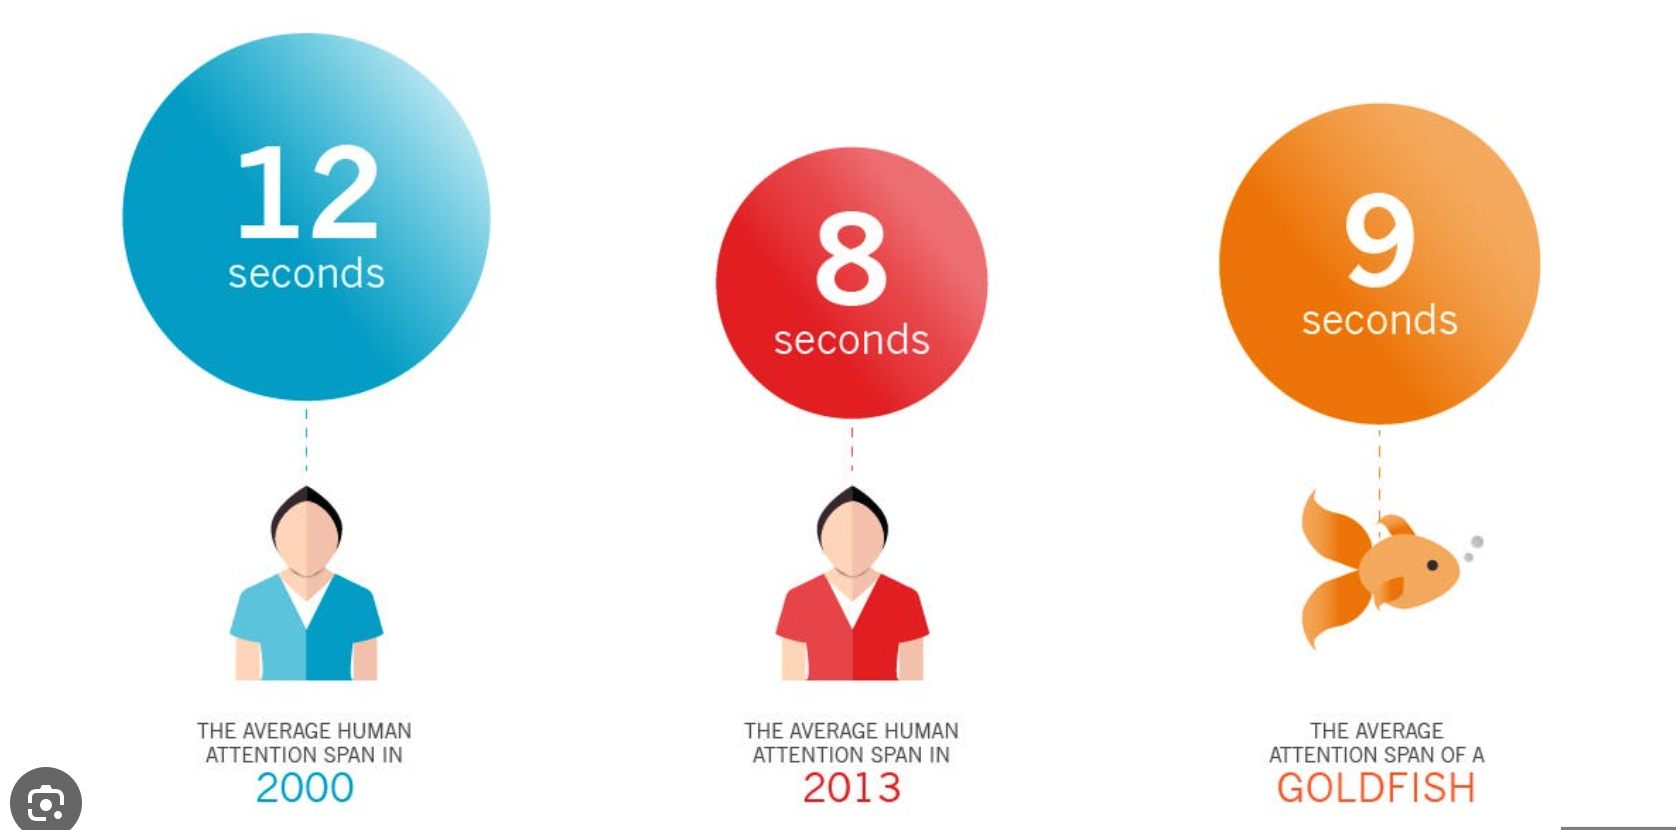 12
seconds
THE AVERAGE HUMAN
ATTENTION SPAN IN
2000
8
seconds
THE AVERAGE HUMAN
ATTENTION SPAN IN
2013
9
seconds
THE AVERAGE
ATTENTION SPAN OF A
GOLDFISH